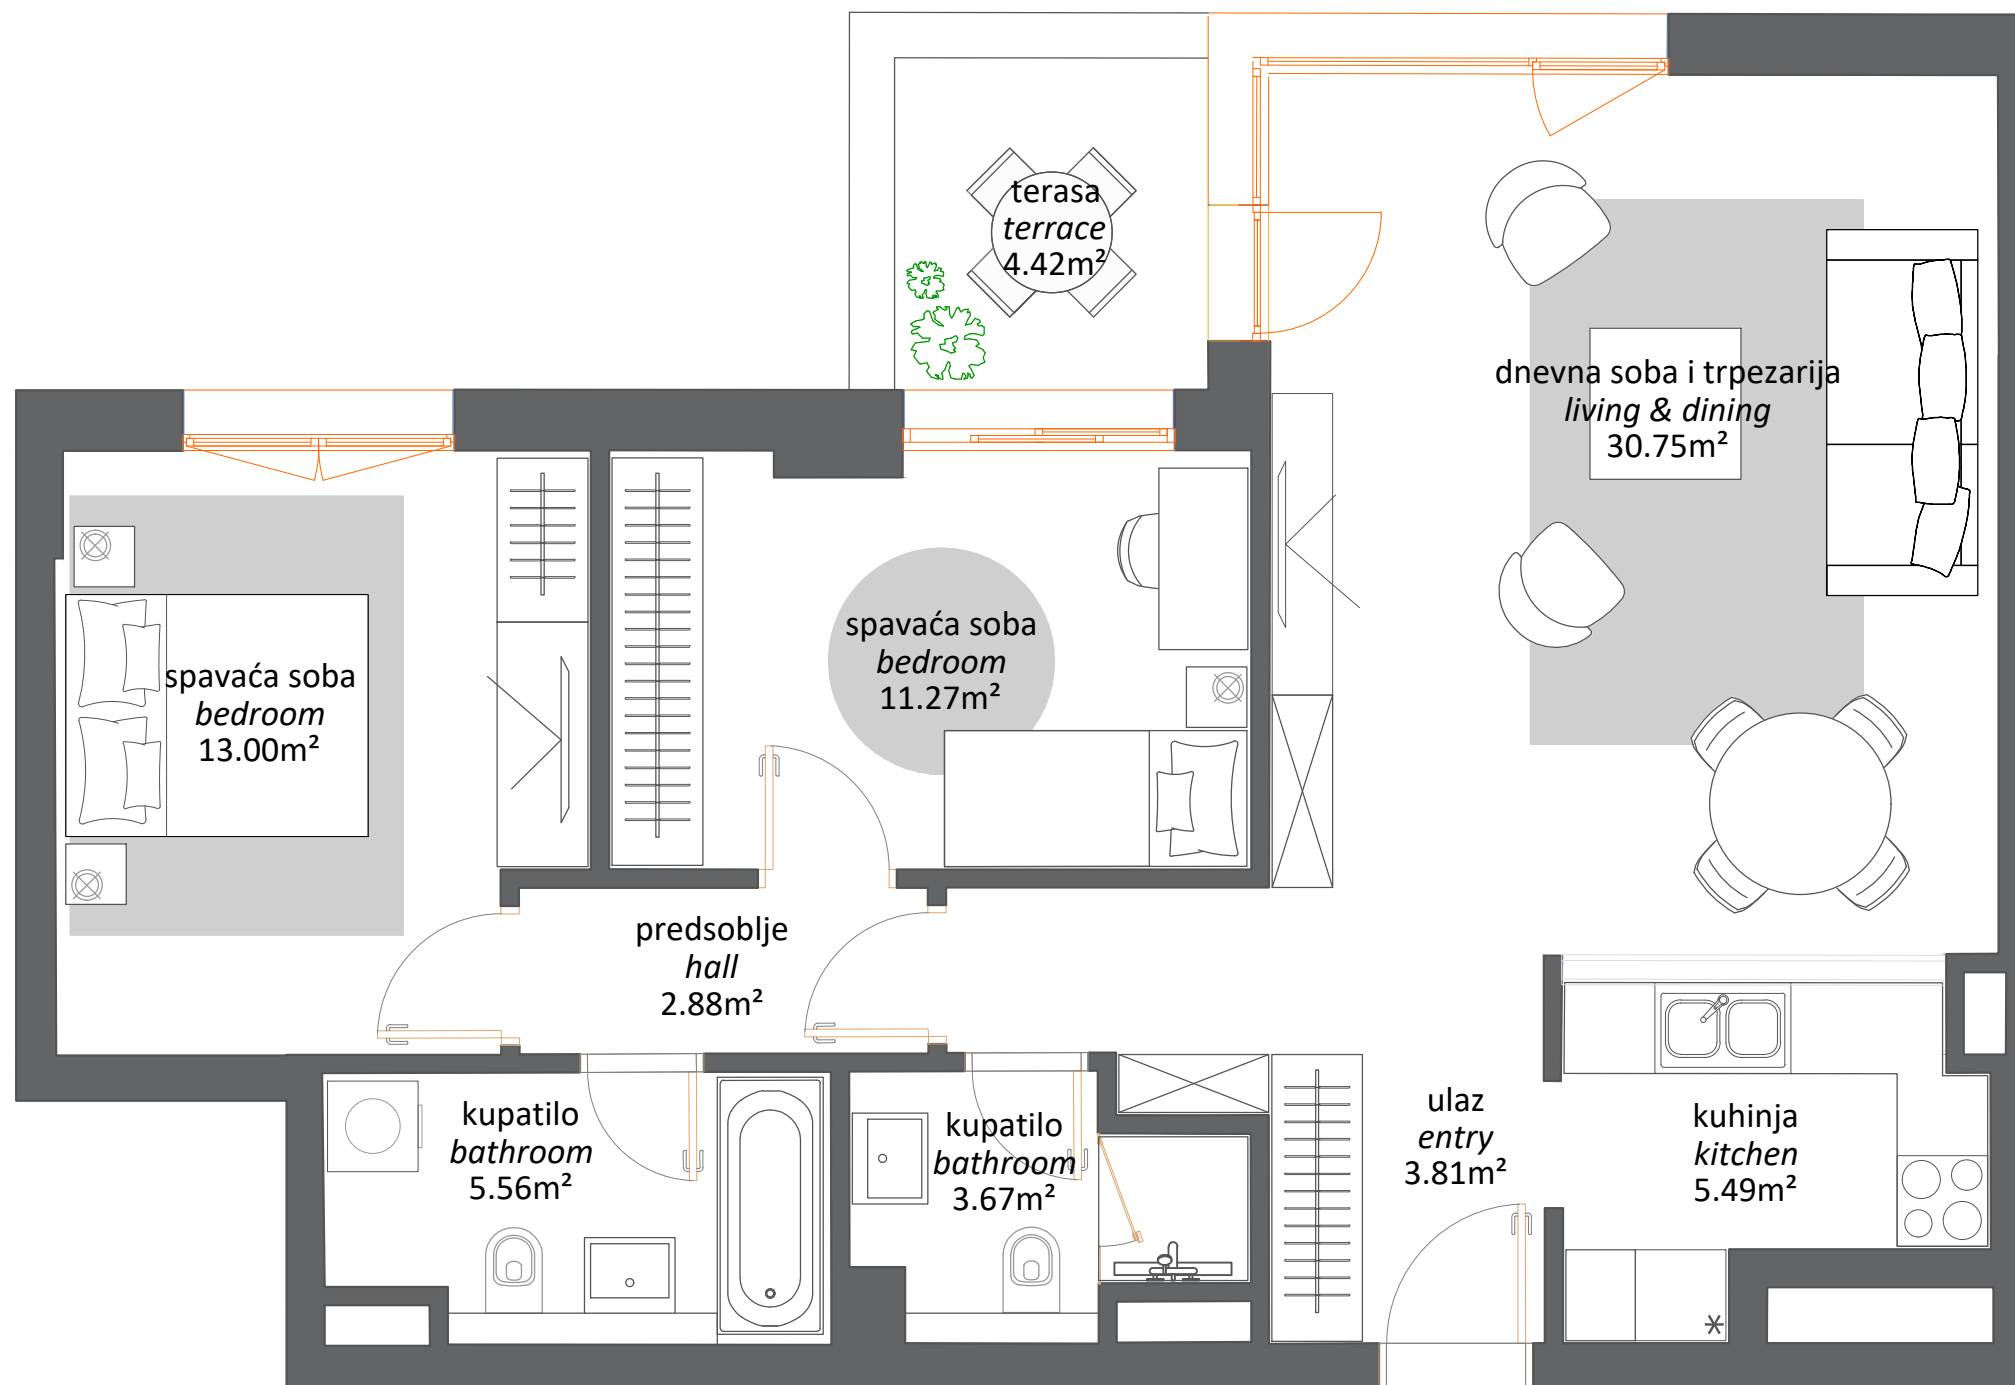 terasa
terrace
4.42m²
dnevna soba i trpezarija
living & dining
30.75m²
spavaća soba
bedroom
11.27m²
spavaća soba
bedroom
13.00m²
predsoblje
hall
2.88m²
kupatilo
bathroom
5.56m²
kupatilo
bathroom
3.67m²
ulaz
entry
3.81m²
kuhinja
kitchen
5.49m²